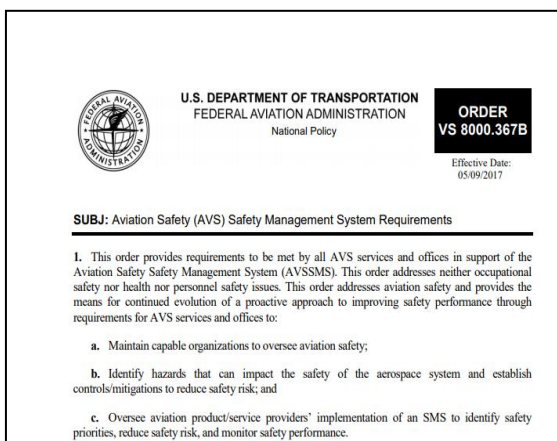 U.S. DEPARTMENT OF TRANSPORTATION
FEDERAL AVIATION ADMINISTRATION
National Policy
FEDERAL AVIATION
ADMINISTRATION
ORDER
VS 8000.367B
Effective Date:
05/09/2017
SUBJ: Aviation Safety (AVS) Safety Management System Requirements
1. This order provides requirements to be met by all AVS services and offices in support of the
Aviation Safety Safety Management System (AVSSMS). This order addresses neither occupational
safety nor health nor personnel safety issues. This order addresses aviation safety and provides the
means for continued evolution of a proactive approach to improving safety performance through
requirements for AVS services and offices to:
a. Maintain capable organizations to oversee aviation safety;
b. Identify hazards that can impact the safety of the aerospace system and establish
controls/mitigations to reduce safety risk; and
c. Oversee aviation product/service providers' implementation of an SMS to identify safety
priorities, reduce safety risk, and monitor safety performance.